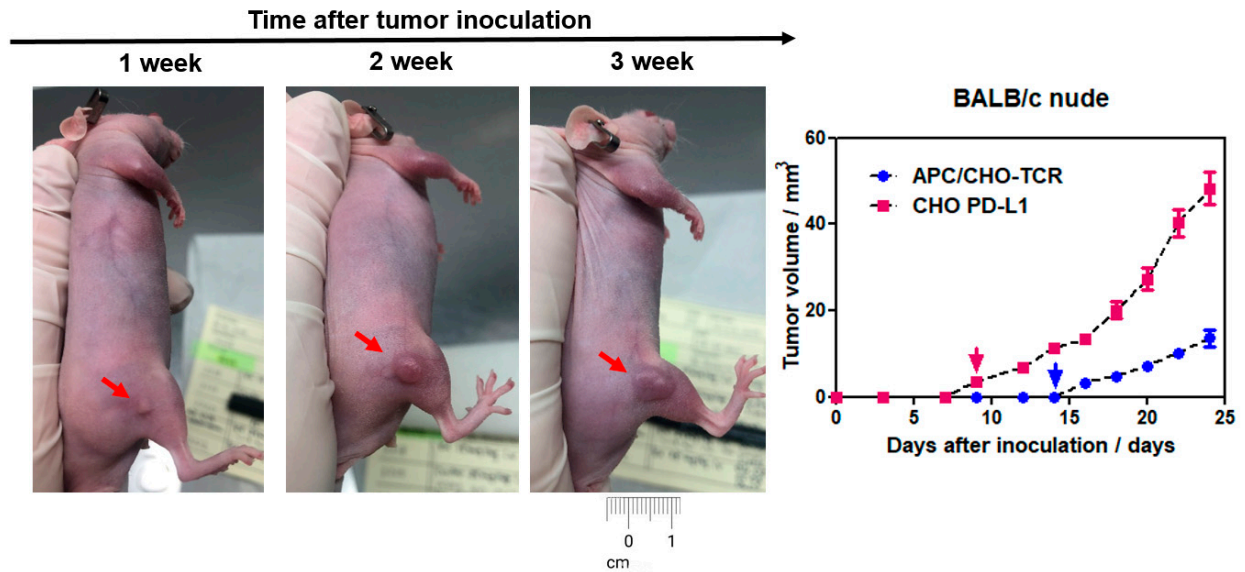 Time after tumor inoculation
1 week
2 week
3 week
0 1
cm
BALB/c nude
Tumor volume / mm³
60
40
20
0
APC/CHO-TCR
CHO PD-L1
0 5 10 15 20 25
Days after inoculation / days